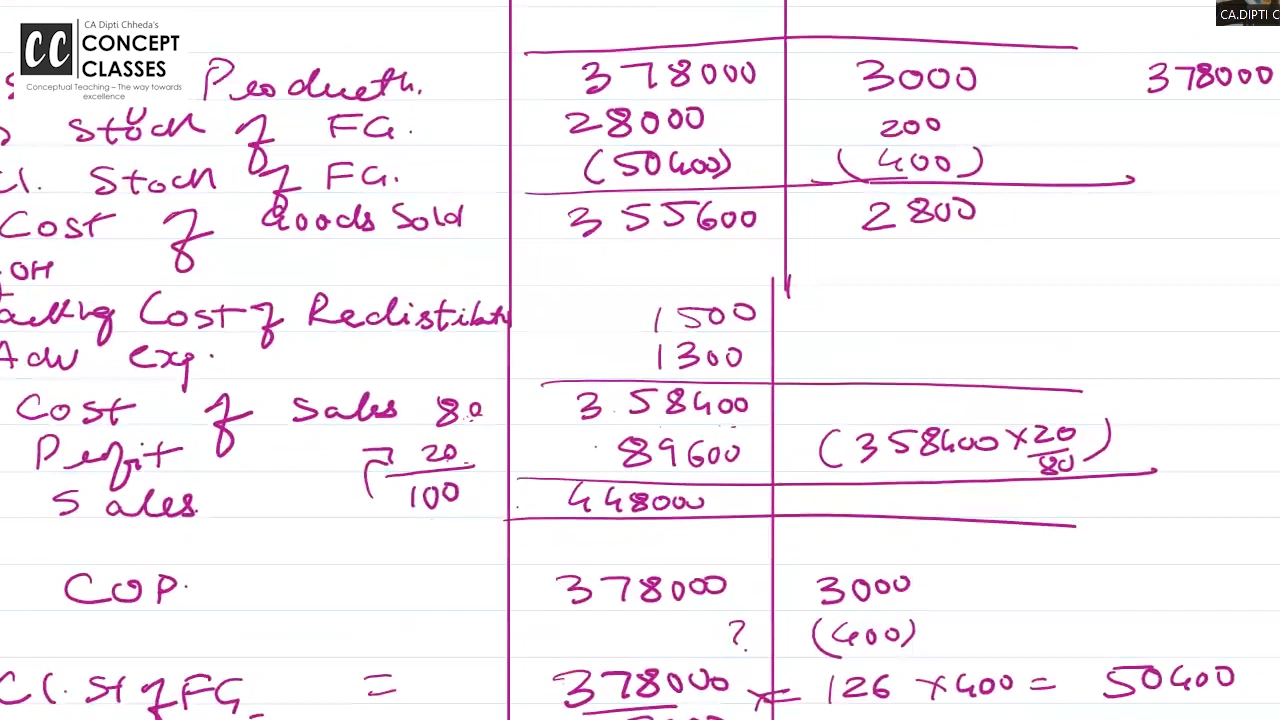 CA.DIPTI C
CA Dipti Chheda's
CC CONCEPT CLASSES
Conceptual Teaching – The way towards excellence
Producth. 378000 3000 378000
Stock of FG. 28000 200
Cl. Stock of FG. (50400) (400)
Cost of Goods Sold 355600 2800
OH
Cost of 1500
Adv exp. 1300
Cost of Sales 80 358400
Profit 20 89600 (358400 × 20/80)
Sales 100 448000
COP. 378000 3000
? (400)
Cl. St of FG = 378000 = 126 × 400 = 50400